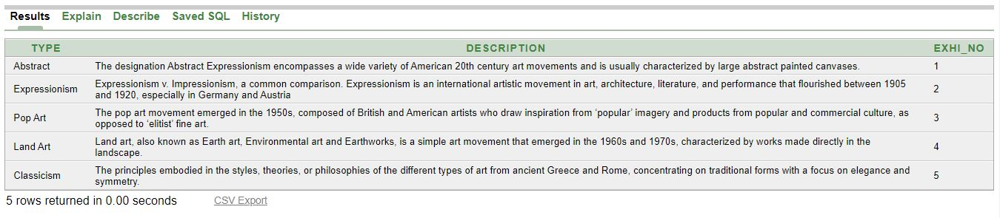 Results Explain Describe Saved SQL History
TYPE DESCRIPTION EXHI_NO
Abstract The designation Abstract Expressionism encompasses a wide variety of American 20th century art movements and is usually characterized by large abstract painted canvases. 1
Expressionism Expressionism v. Impressionism, a common comparison. Expressionism is an international artistic movement in art, architecture, literature, and performance that flourished between 1905
and 1920, especially in Germany and Austria 2
Pop Art The pop art movement emerged in the 1950s, composed of British and American artists who draw inspiration from ‘popular’ imagery and products from popular and commercial culture, as
opposed to ‘elitist’ fine art. 3
Land Art Land art, also known as Earth art, Environmental art and Earthworks, is a simple art movement that emerged in the 1960s and 1970s, characterized by works made directly in the
landscape. 4
Classicism The principles embodied in the styles, theories, or philosophies of the different types of art from ancient Greece and Rome, concentrating on traditional forms with a focus on elegance and
symmetry. 5
5 rows returned in 0.00 seconds CSV Export